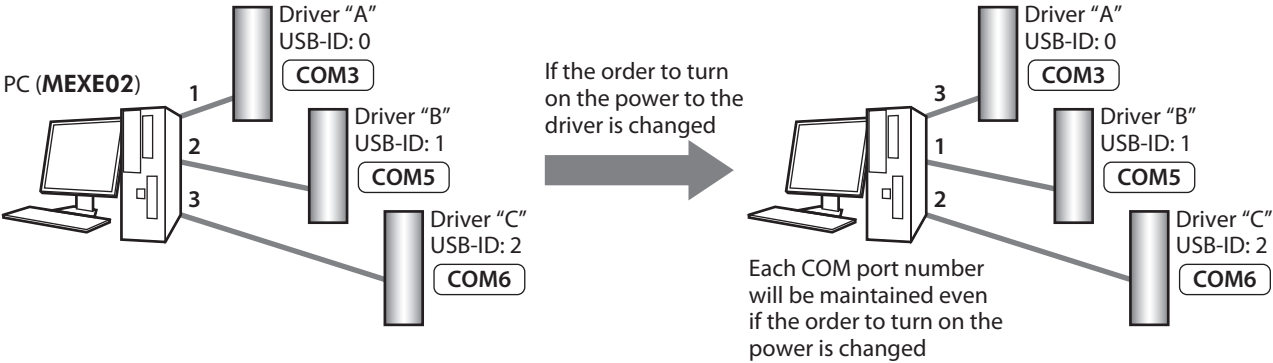 Driver “A”
USB-ID: 0
COM3
PC (MEXE02)
1
Driver “B”
USB-ID: 1
COM5
2
3
Driver “C”
USB-ID: 2
COM6
If the order to turn
on the power to the
driver is changed
Driver “A”
USB-ID: 0
COM3
3
Driver “B”
USB-ID: 1
COM5
1
2
Driver “C”
USB-ID: 2
COM6
Each COM port number
will be maintained even
if the order to turn on the
power is changed